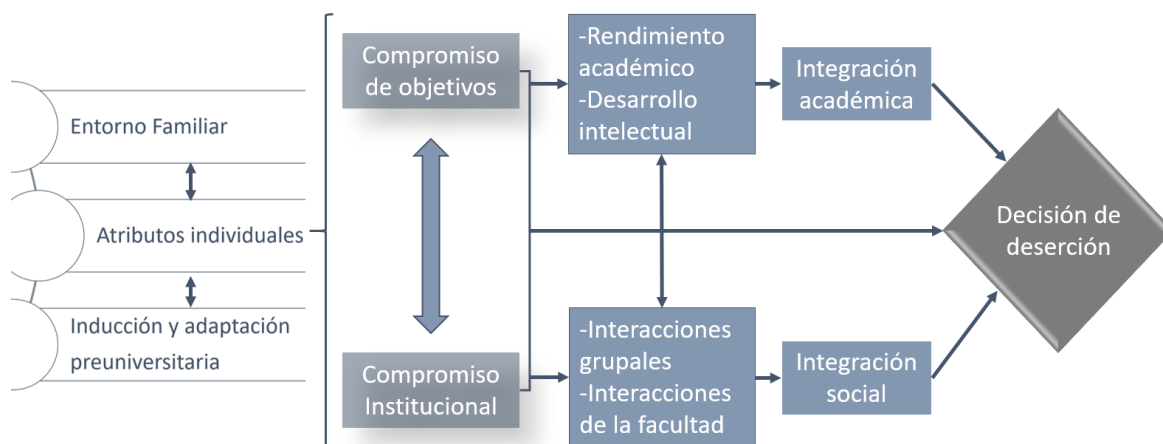 Entorno Familiar
Atributos individuales
Inducción y adaptación
preuniversitaria
Compromiso
de objetivos
Compromiso
Institucional
-Rendimiento
académico
-Desarrollo
intelectual
-Interacciones
grupales
-Interacciones
de la facultad
Integración
académica
Integración
social
Decisión de
deserción